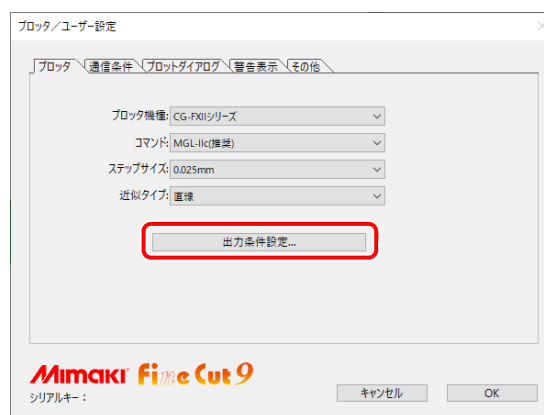 プロッタ／ユーザー設定
プロッタ 通信条件 プロットダイアログ 警告表示 その他
プロッタ機種: CG-FXIIシリーズ
コマンド: MGL-IIc(推奨)
ステップサイズ: 0.025mm
近似タイプ: 直線
出力条件設定...
Mimaki Fine Cut 9
シリアルキー：
キャンセル OK